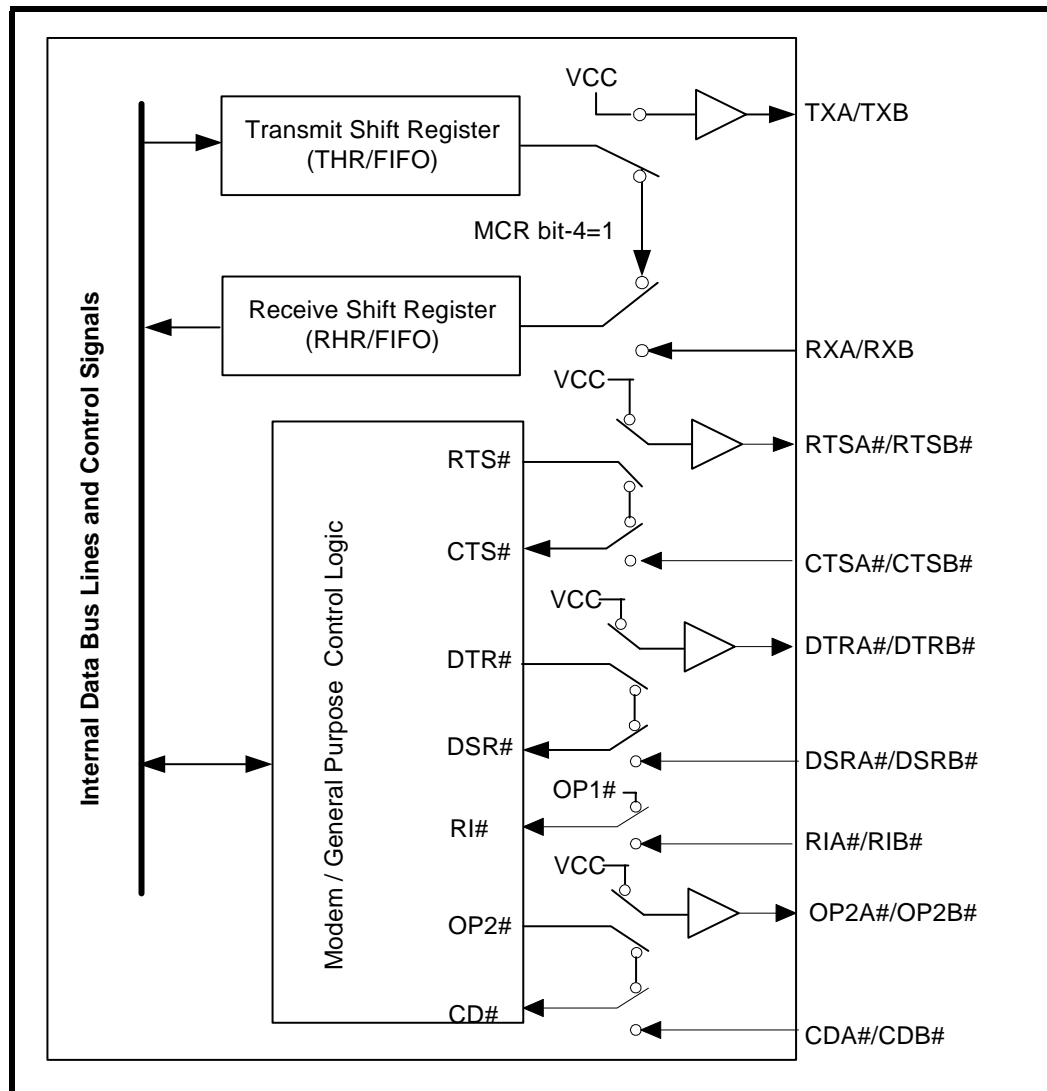 VCC
TXA/TXB
Transmit Shift Register
(THR/FIFO)
MCR bit-4=1
Receive Shift Register
(RHR/FIFO)
RXA/RXB
Internal Data Bus Lines and Control Signals
VCC
RTSA#/RTSB#
Modem / General Purpose Control Logic
RTS#
CTS#
CTSA#/CTSB#
VCC
DTRA#/DTRB#
DTR#
DSR#
DSRA#/DSRB#
OP1#
RI#
RIA#/RIB#
VCC
OP2A#/OP2B#
OP2#
CD#
CDA#/CDB#